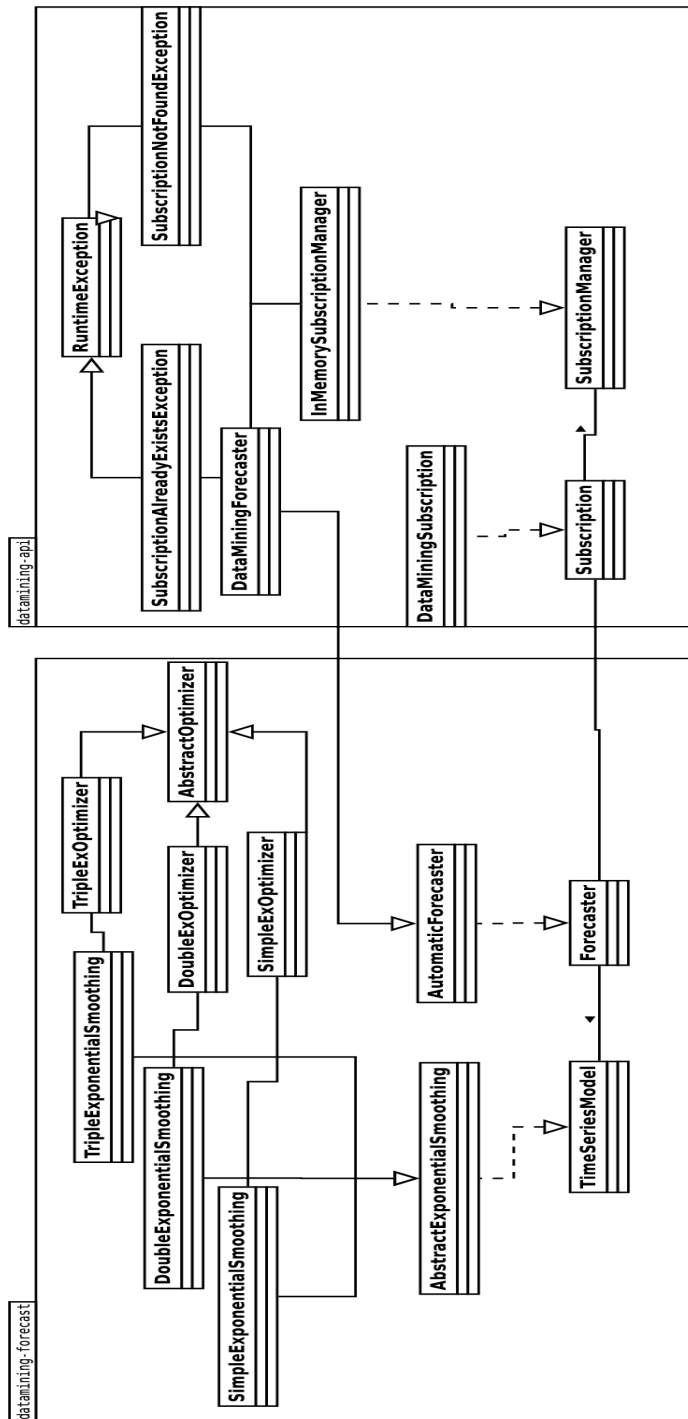 datamining-forecast
TripleExponentialSmoothing
TripleExOptimizer
DoubleExponentialSmoothing
DoubleExOptimizer
AbstractOptimizer
SimpleExponentialSmoothing
SimpleExOptimizer
AbstractExponentialSmoothing
AutomaticForecaster
TimeSeriesModel
Forecaster
datamining-api
RuntimeException
SubscriptionAlreadyExistsException
SubscriptionNotFoundException
DataMiningForecaster
InMemorySubscriptionManager
DataMiningSubscription
Subscription
SubscriptionManager